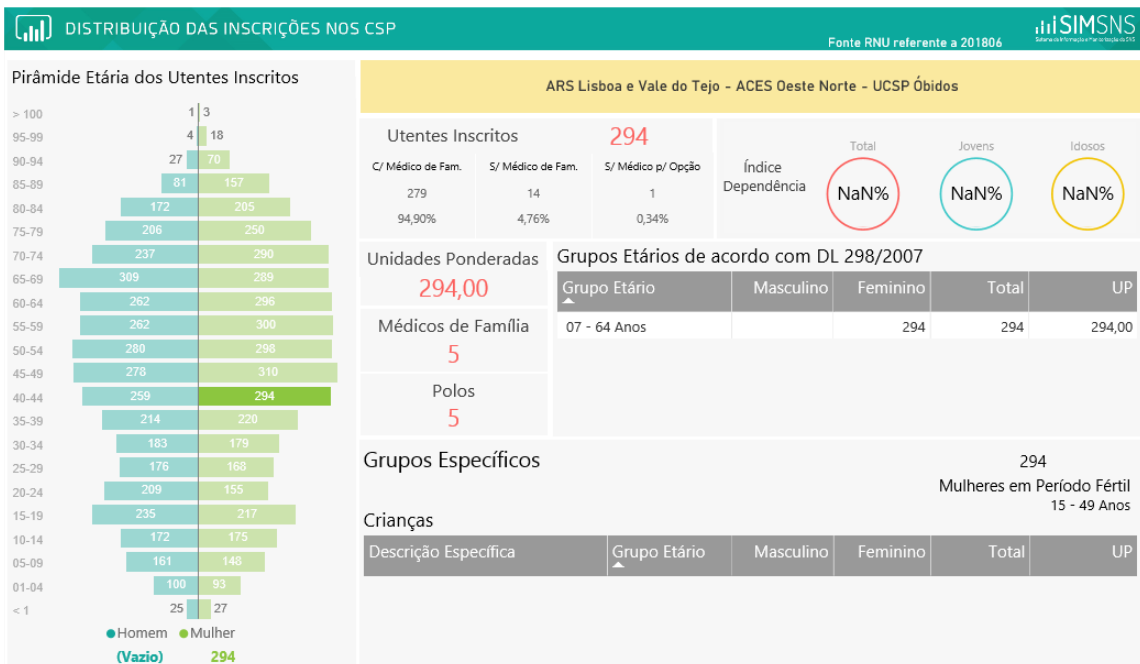 DISTRIBUIÇÃO DAS INSCRIÇÕES NOS CSP
Fonte RNU referente a 201806
SIMSNS
Pirâmide Etária dos Utentes Inscritos
> 100 1 3
95-99 4 18
90-94 27 70
85-89 81 157
80-84 172 205
75-79 206 250
70-74 237 290
65-69 309 289
60-64 262 296
55-59 262 300
50-54 280 298
45-49 278 310
40-44 259 294
35-39 214 220
30-34 183 179
25-29 176 168
20-24 209 155
15-19 235 217
10-14 172 175
05-09 161 148
01-04 100 93
< 1 25 27
Homem Mulher
(Vazio) 294
ARS Lisboa e Vale do Tejo - ACES Oeste Norte - UCSP Óbidos
Utentes Inscritos 294
C/ Médico de Fam. S/ Médico de Fam. S/ Médico p/ Opção
279 14 1
94,90% 4,76% 0,34%
Índice
Dependência
Total Jovens Idosos
NaN% NaN% NaN%
Unidades Ponderadas
294,00
Médicos de Família
5
Polos
5
Grupos Etários de acordo com DL 298/2007
Grupo Etário Masculino Feminino Total UP
07 - 64 Anos 294 294 294,00
Grupos Específicos
294
Mulheres em Período Fértil
15 - 49 Anos
Crianças
Descrição Específica Grupo Etário Masculino Feminino Total UP